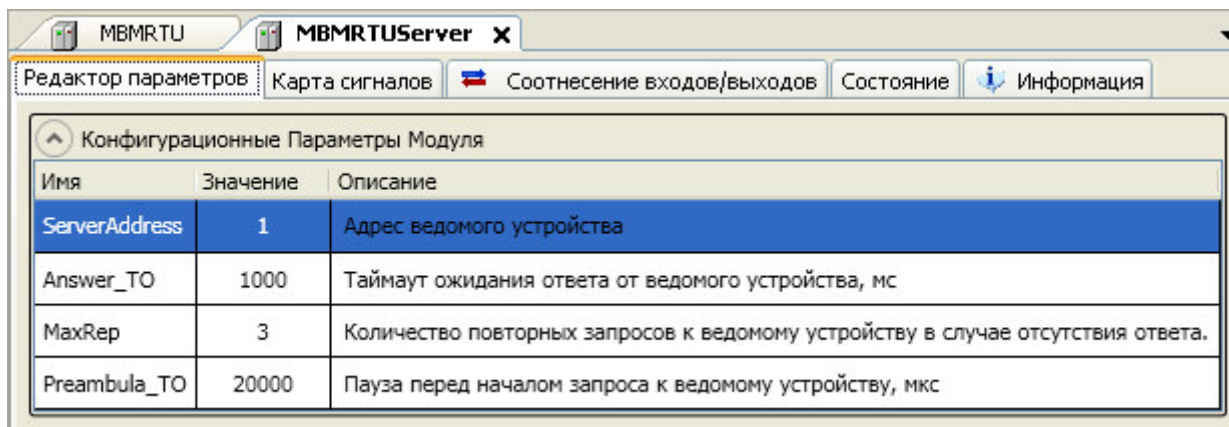 MBMRTU MBMRTUServer x
Редактор параметров Карта сигналов Соотнесение входов/выходов Состояние Информация
Конфигурационные Параметры Модуля
Имя Значение Описание
ServerAddress 1 Адрес ведомого устройства
Answer_TO 1000 Таймаут ожидания ответа от ведомого устройства, мс
MaxRep 3 Количество повторных запросов к ведомому устройству в случае отсутствия ответа.
Preambula_TO 20000 Пауза перед началом запроса к ведомому устройству, мкс